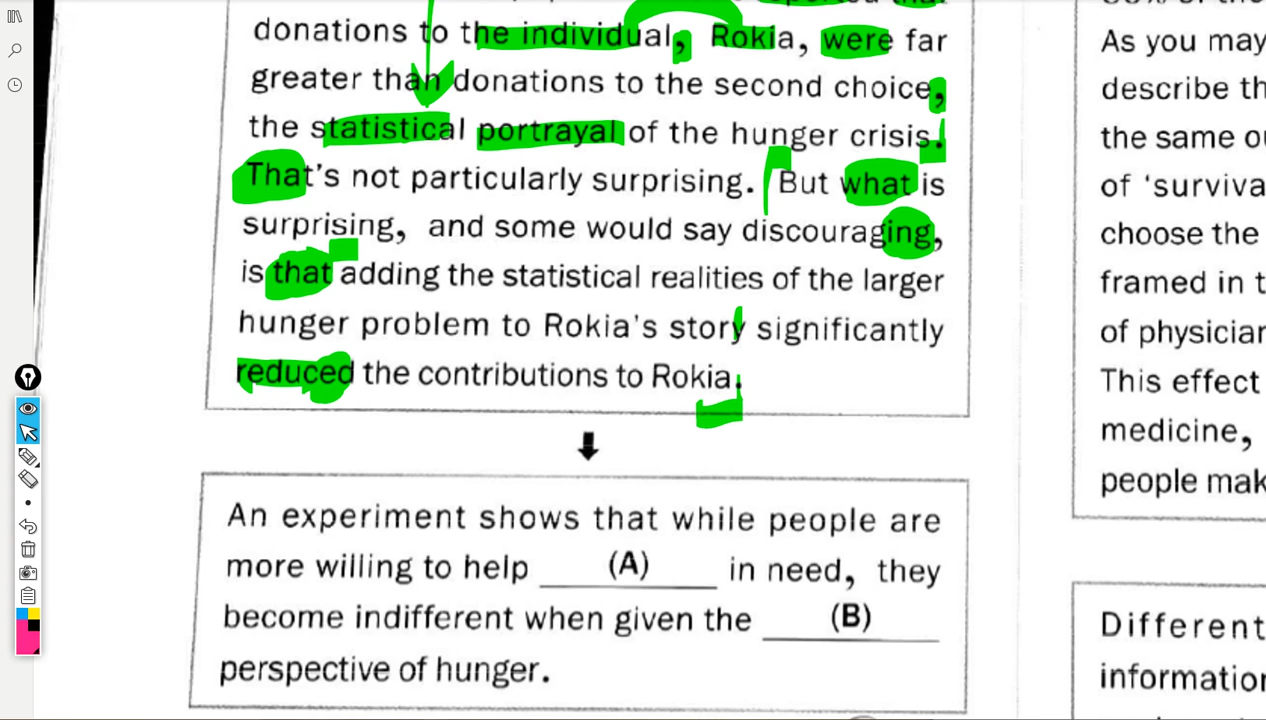 donations to the individual, Rokia, were far
greater than donations to the second choice,
the statistical portrayal of the hunger crisis.
That's not particularly surprising. But what is
surprising, and some would say discouraging,
is that adding the statistical realities of the larger
hunger problem to Rokia's story significantly
reduced the contributions to Rokia.
An experiment shows that while people are
more willing to help (A) in need, they
become indifferent when given the (B)
perspective of hunger.
As you may
describe th
the same ou
of 'surviva
choose the
framed in t
of physician
This effect
medicine,
people mak
Different
information